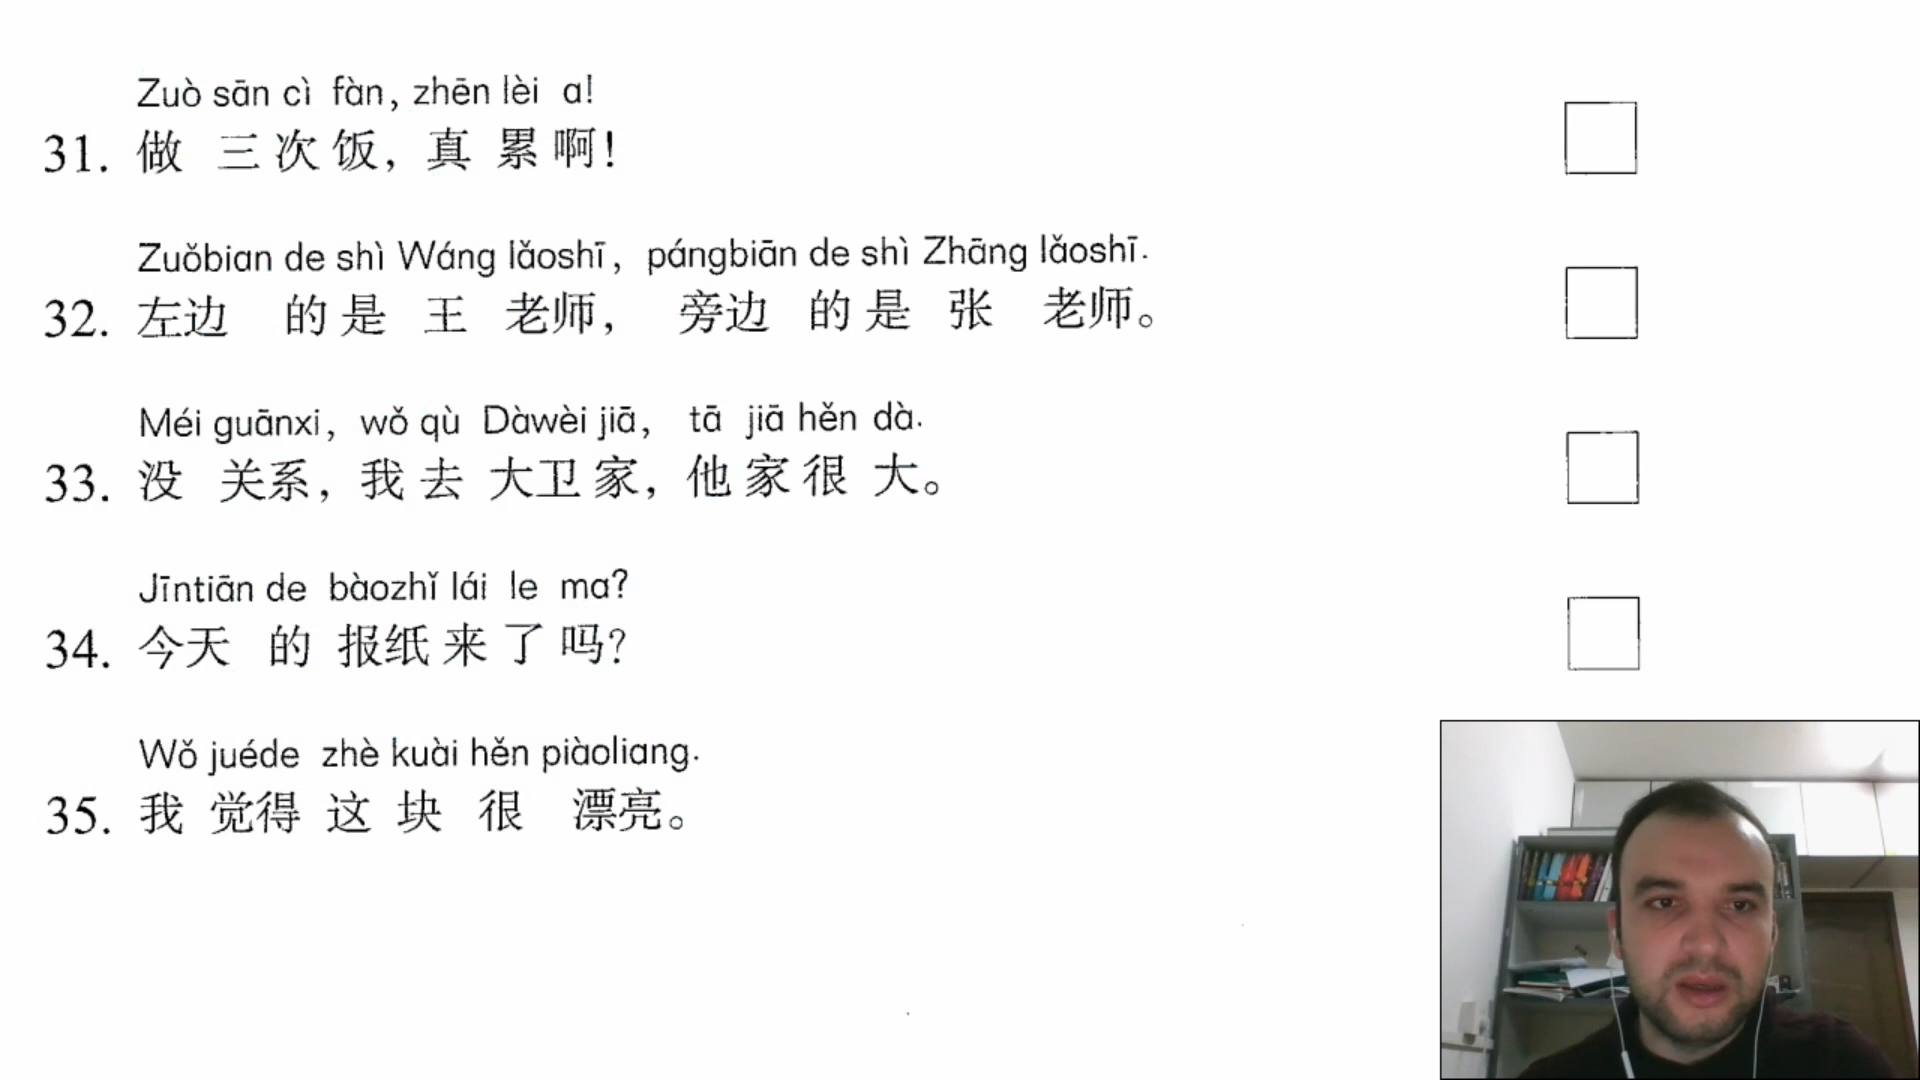 Zuò sān cì fàn, zhēn lèi a!
31. 做 三 次 饭, 真 累 啊!
Zuǒbian de shì Wáng lǎoshī, pángbiān de shì Zhāng lǎoshī.
32. 左边 的 是 王 老师, 旁边 的 是 张 老师。
Méi guānxi, wǒ qù Dàwèi jiā, tā jiā hěn dà.
33. 没 关系, 我 去 大卫 家, 他 家 很 大。
Jīntiān de bàozhǐ lái le ma?
34. 今天 的 报纸 来 了 吗?
Wǒ juéde zhè kuài hěn piàoliang.
35. 我 觉得 这 块 很 漂亮。